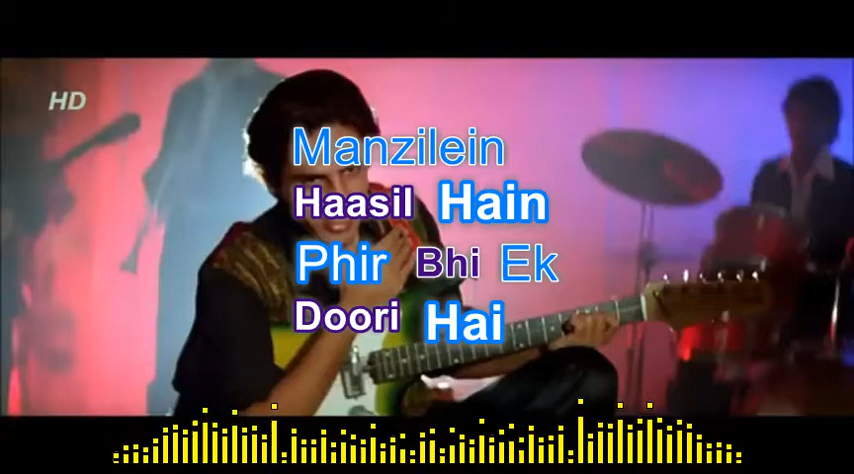 HD
Manzilein
Haasil Hain
Phir Bhi Ek
Doori Hai